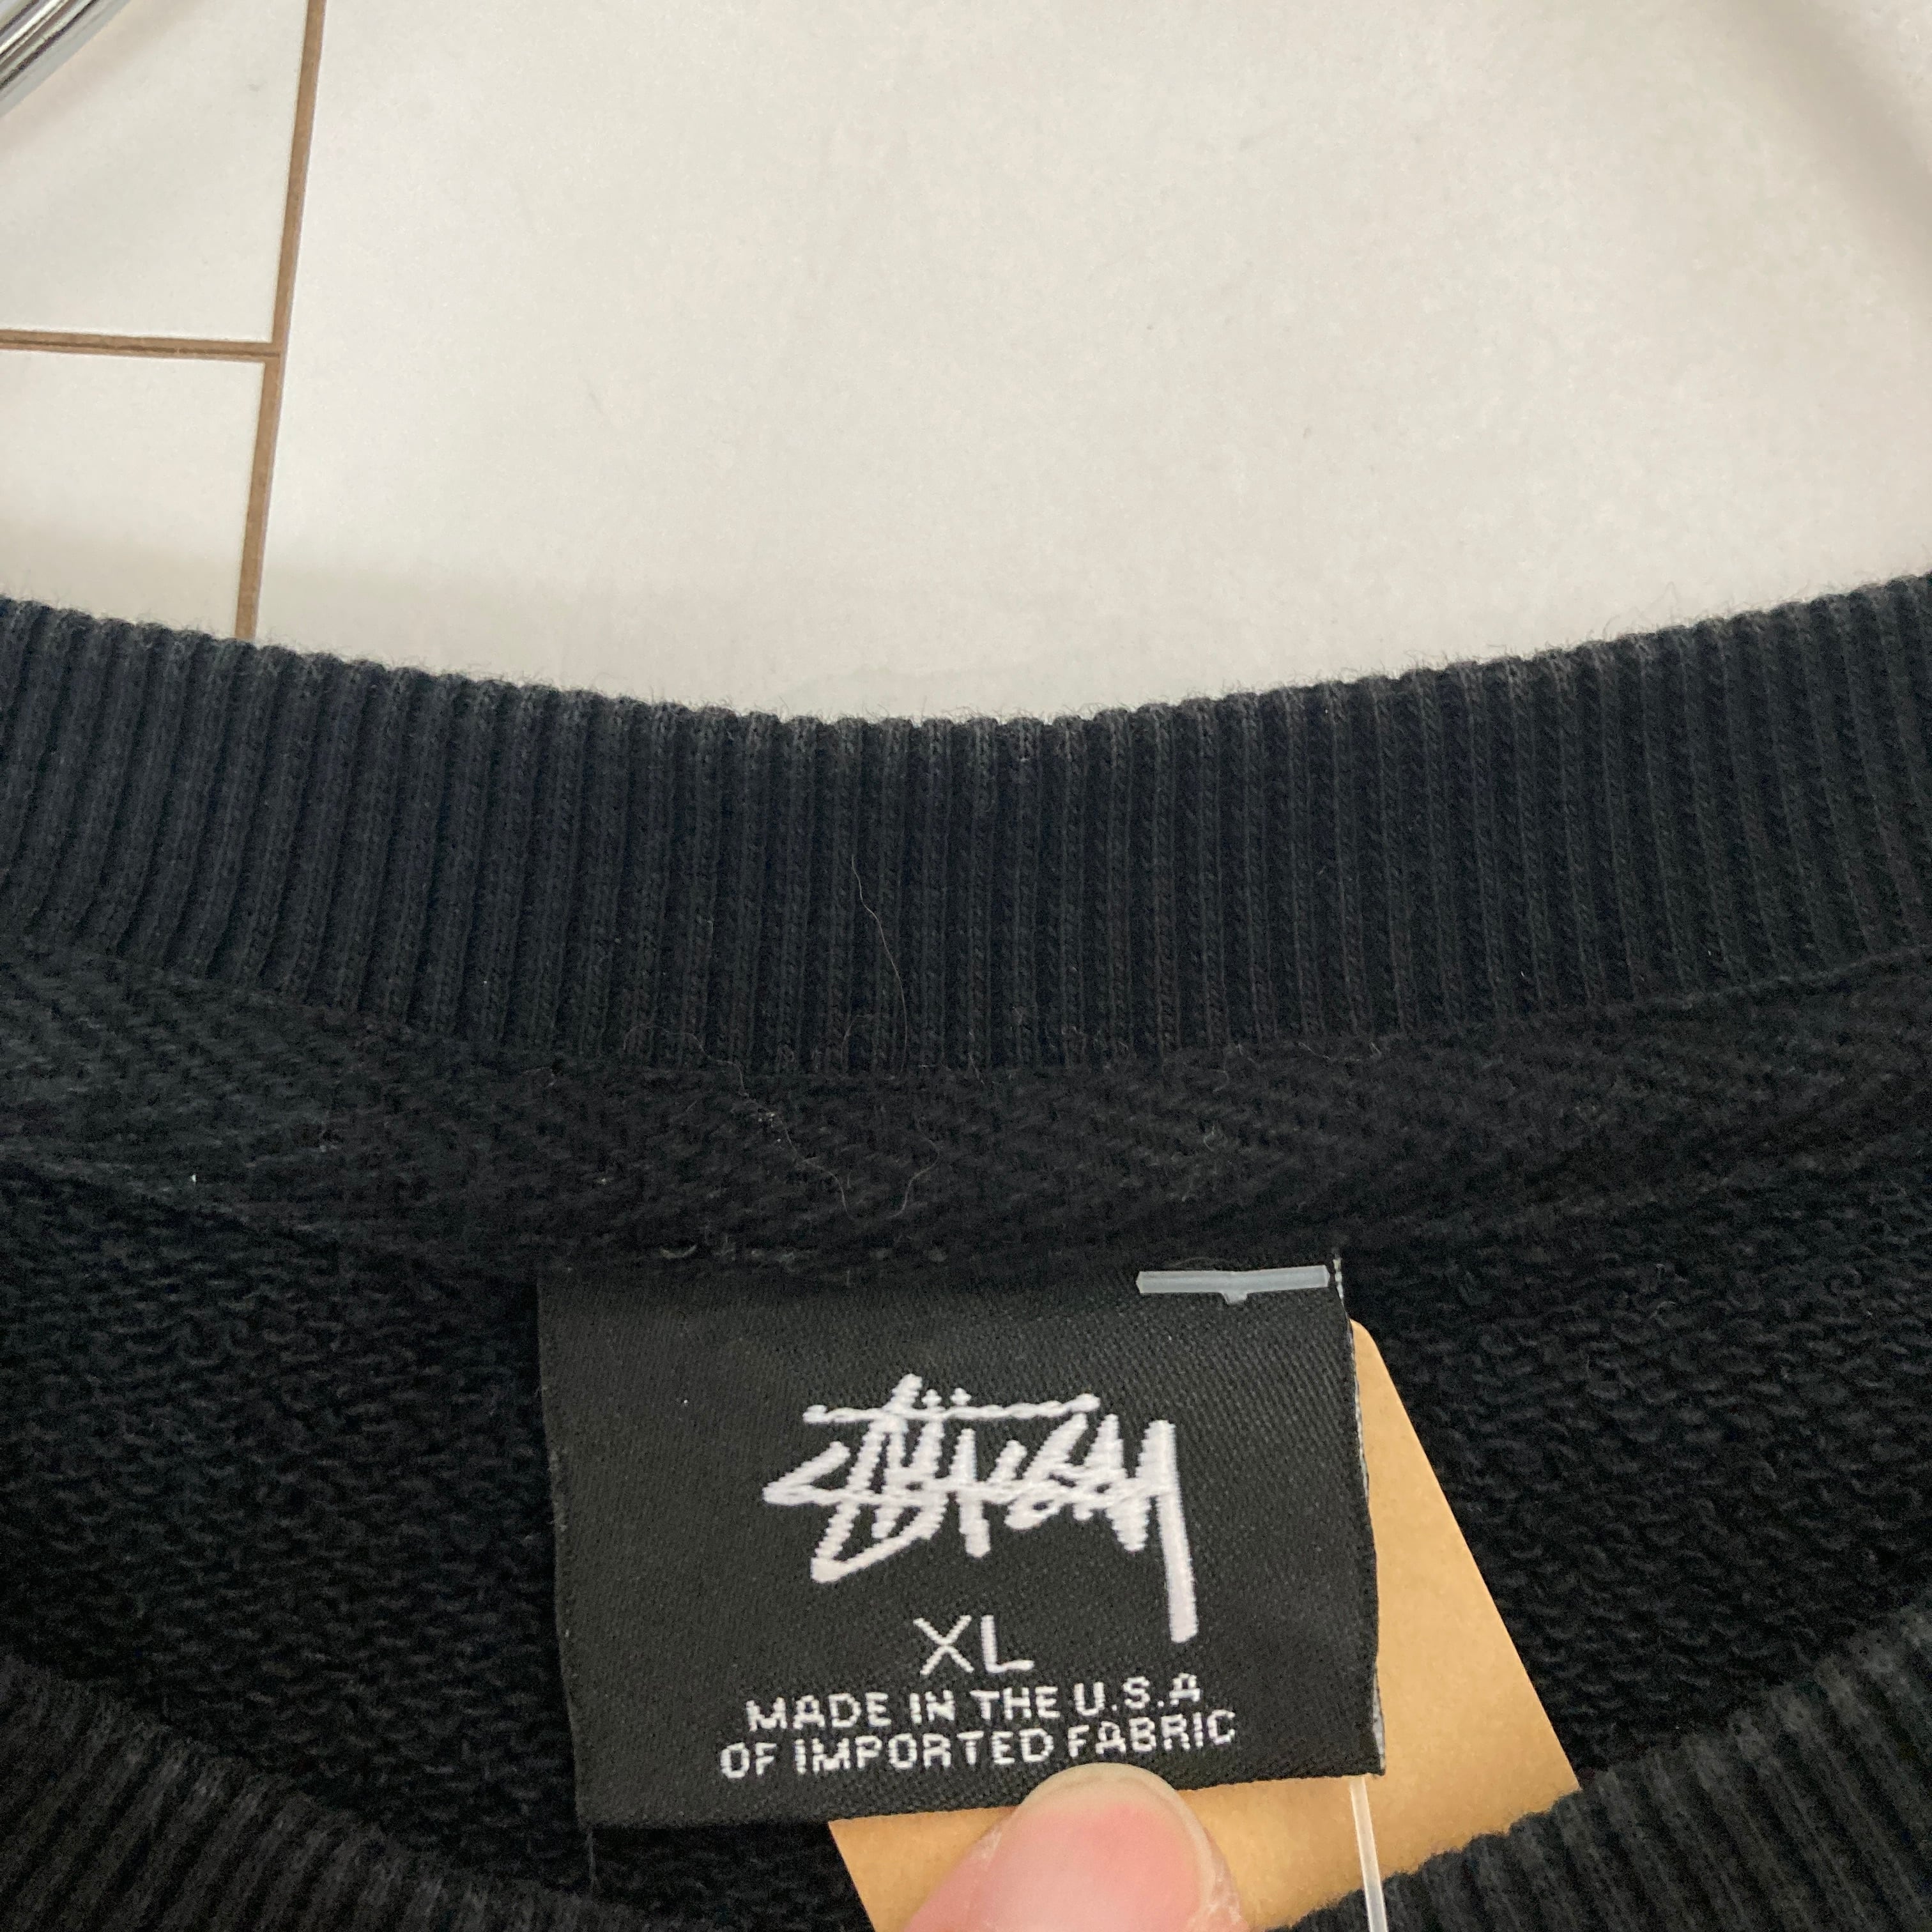 Stüssy
XL
MADE IN THE U.S.A
OF IMPORTED FABRIC